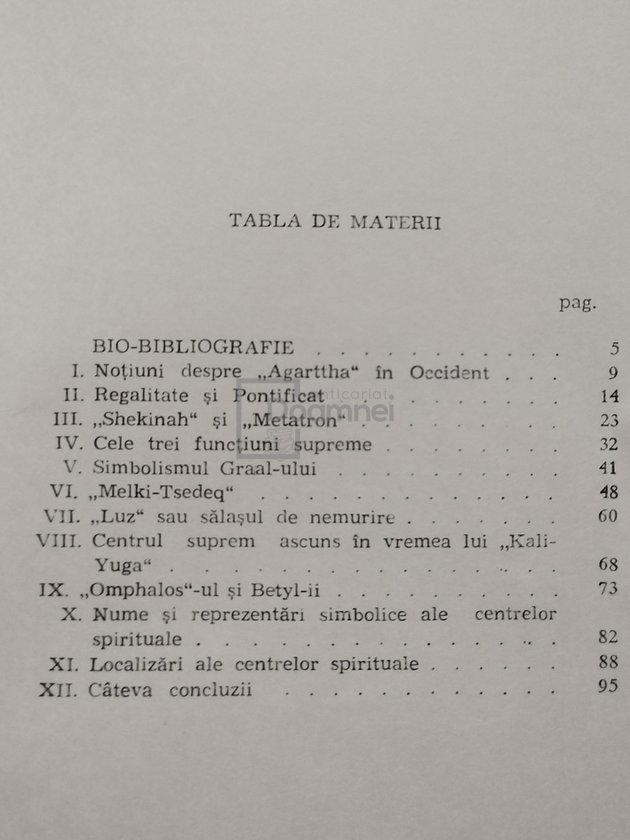 TABLA DE MATERII
pag.
BIO-BIBLIOGRAFIE . . . . . . . . . . . 5
I. Noțiuni despre „Agarttha“ în Occident . . . 9
II. Regalitate și Pontificat . . . . . . . 14
III. „Shekinah“ și „Metatron“ . . . . . . . 23
IV. Cele trei funcțiuni supreme . . . . . . . . 32
V. Simbolismul Graal-ului . . . . . . . . . . 41
VI. „Melki-Tsedeq“ . . . . . . . . . . . . 48
VII. „Luz“ sau sălașul de nemurire . . . . . . . 60
VIII. Centrul suprem ascuns în vremea lui „Kali-
Yuga“ . . . . . . . . . . . . . . . 68
IX. „Omphalos“-ul și Betyl-ii . . . . . . . . 73
X. Nume și reprezentări simbolice ale centrelor
spirituale . . . . . . . . . . . . . . 82
XI. Localizări ale centrelor spirituale . . . . . . 88
XII. Câteva concluzii . . . . . . . . . . . 95
anticariat
Doamnei